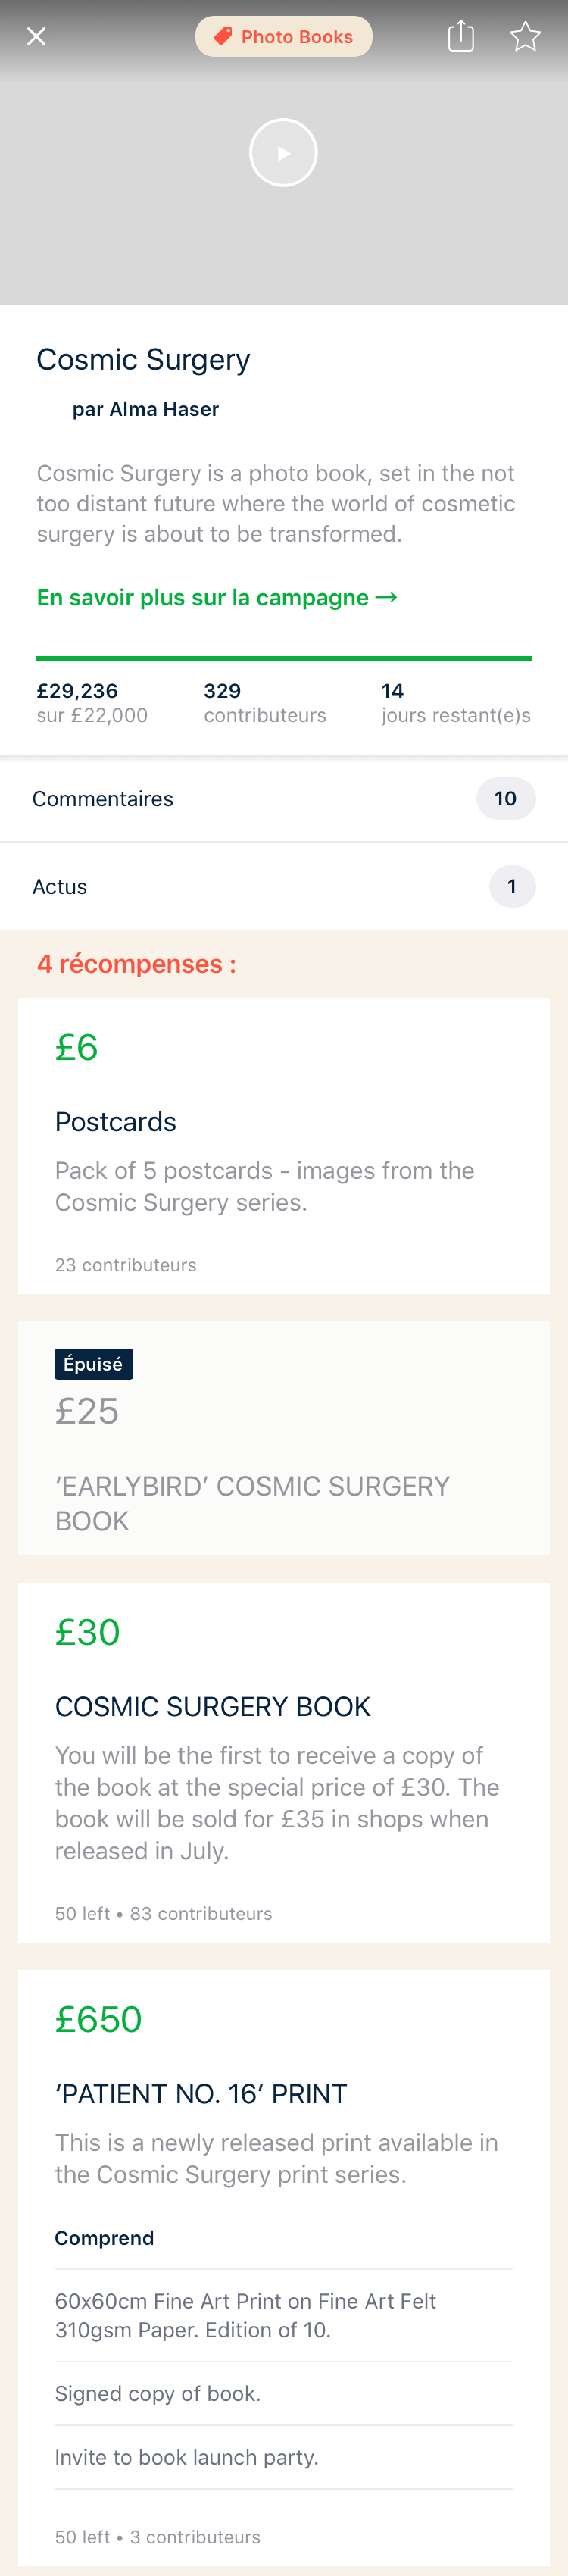 Photo Books
Cosmic Surgery
par Alma Haser
Cosmic Surgery is a photo book, set in the not
too distant future where the world of cosmetic
surgery is about to be transformed.
En savoir plus sur la campagne →
£29,236 329 14
sur £22,000 contributeurs jours restant(e)s
Commentaires 10
Actus 1
4 récompenses :
£6
Postcards
Pack of 5 postcards - images from the
Cosmic Surgery series.
23 contributeurs
Épuisé
£25
‘EARLYBIRD’ COSMIC SURGERY
BOOK
£30
COSMIC SURGERY BOOK
You will be the first to receive a copy of
the book at the special price of £30. The
book will be sold for £35 in shops when
released in July.
50 left • 83 contributeurs
£650
‘PATIENT NO. 16’ PRINT
This is a newly released print available in
the Cosmic Surgery print series.
Comprend
60x60cm Fine Art Print on Fine Art Felt
310gsm Paper. Edition of 10.
Signed copy of book.
Invite to book launch party.
50 left • 3 contributeurs